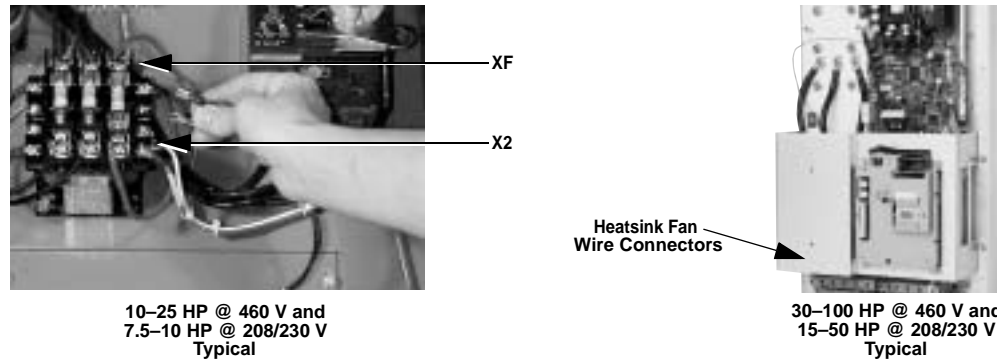 XF
X2
10–25 HP @ 460 V and
7.5–10 HP @ 208/230 V
Typical
Heatsink Fan
Wire Connectors
30–100 HP @ 460 V and
15–50 HP @ 208/230 V
Typical